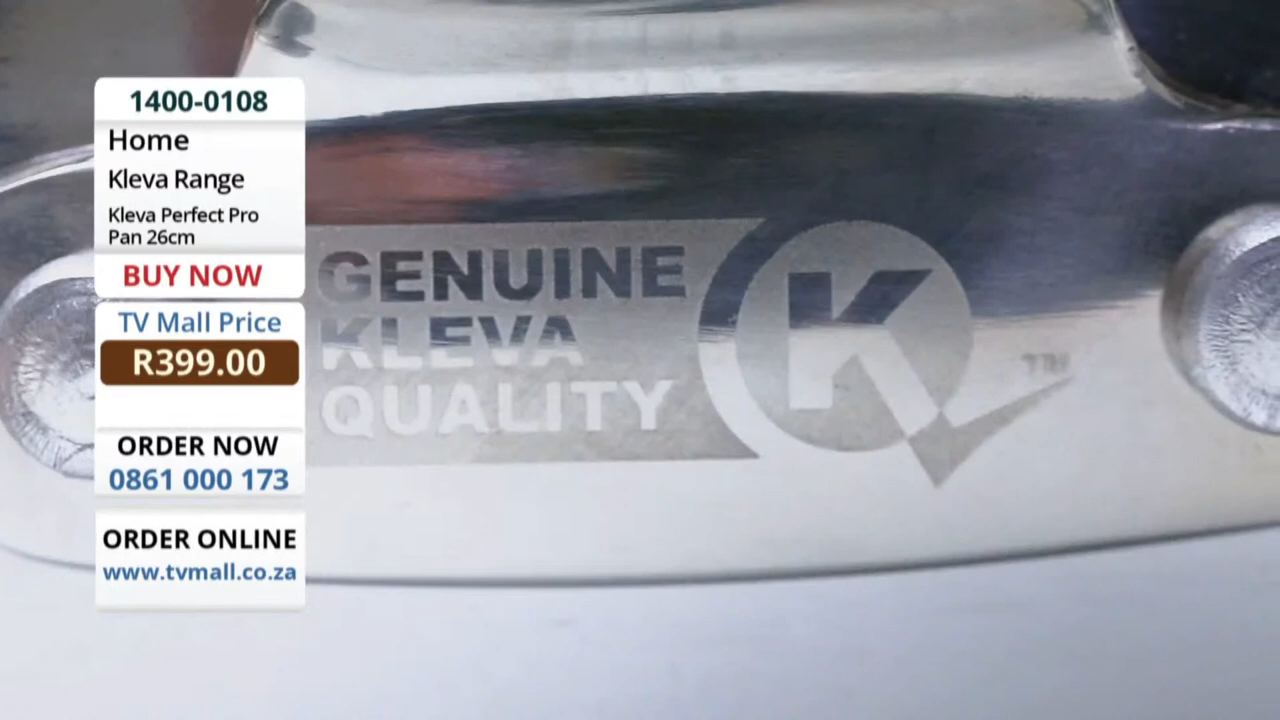 1400-0108
Home
Kleva Range
Kleva Perfect Pro
Pan 26cm
BUY NOW
TV Mall Price
R399.00
ORDER NOW
0861 000 173
ORDER ONLINE
www.tvmall.co.za
GENUINE
KLEVA
QUALITY
K
TM